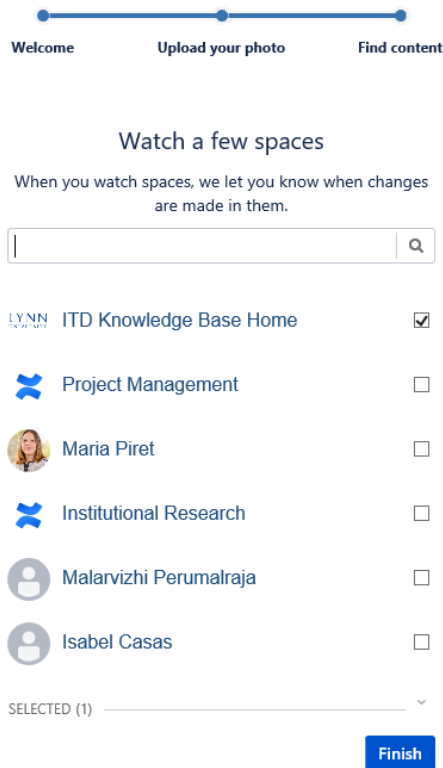 Welcome Upload your photo Find content
Watch a few spaces
When you watch spaces, we let you know when changes
are made in them.
LYNN
UNIVERSITY
ITD Knowledge Base Home
Project Management
Maria Piret
Institutional Research
Malarvizhi Perumalraja
Isabel Casas
SELECTED (1)
Finish